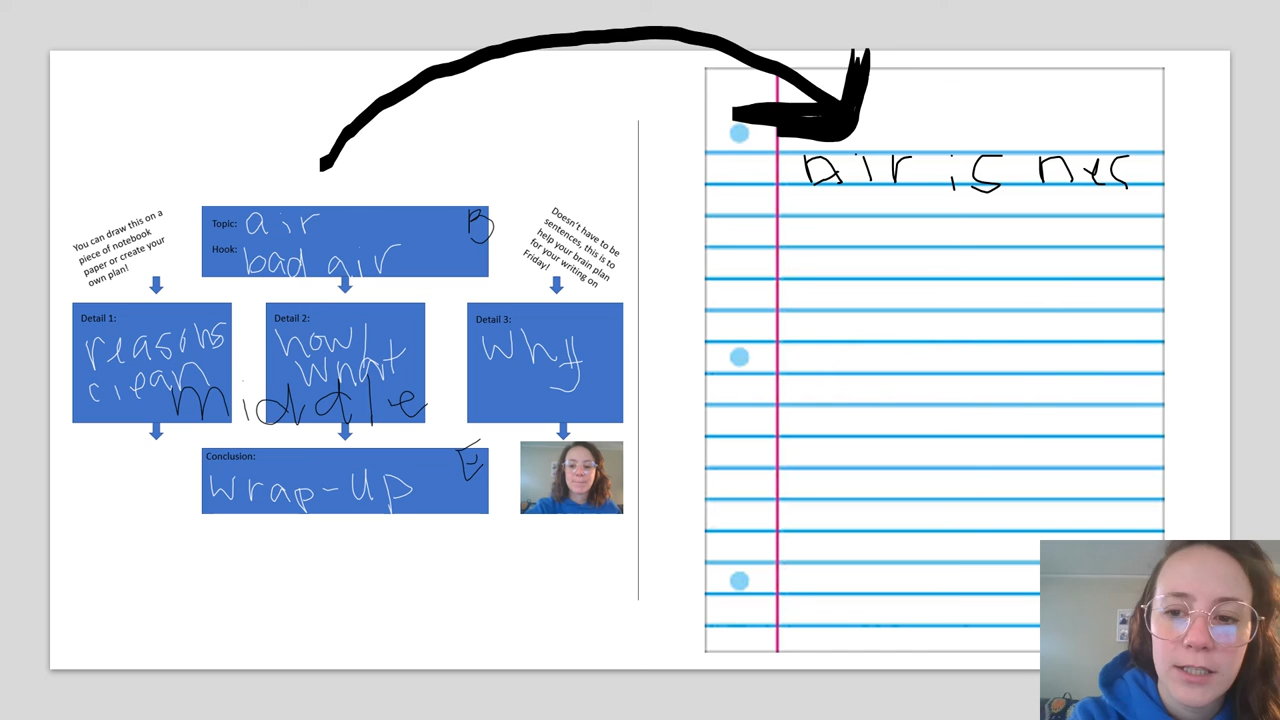 You can draw this on a
piece of notebook
paper or create your
own plan!
Topic: air
Hook: bad air
B
Doesn't have to be
sentences, this is to
help your brain plan
for your writing on
Friday!
Detail 1:
reasons
clean
Detail 2:
how/
what
Detail 3:
why
middle
Conclusion:
wrap-up
E
Air is nec